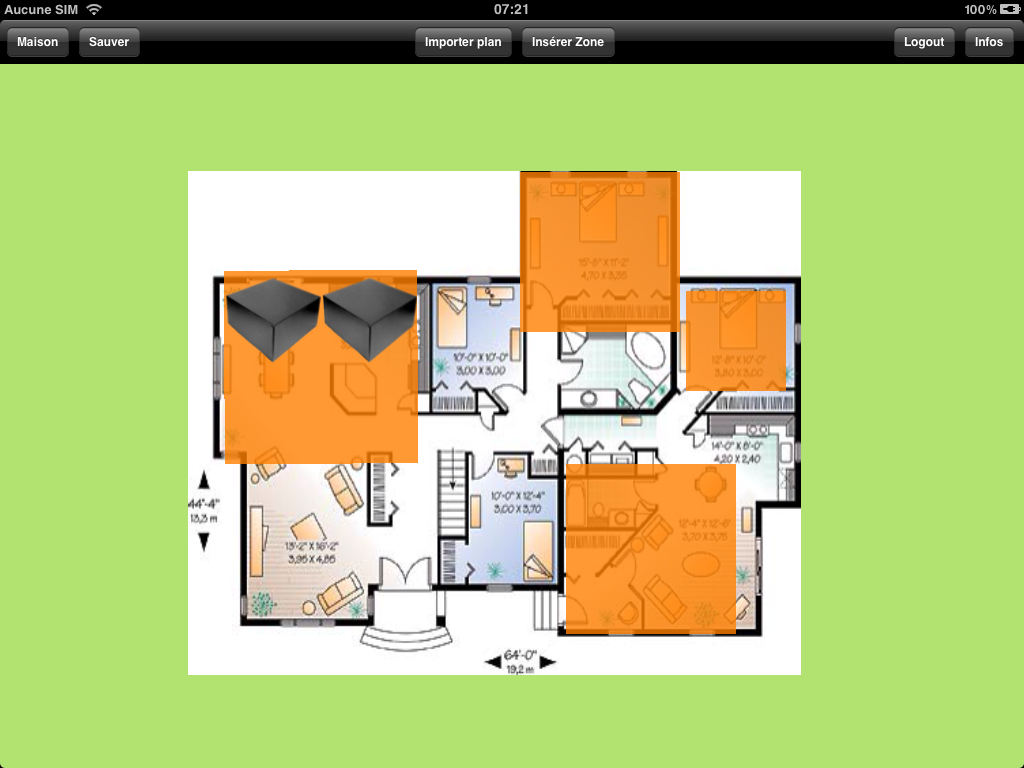 Aucune SIM 07:21 100%
Maison Sauver Importer plan Insérer Zone Logout Infos
15'-8" X 11'-2"
4,70 X 3,35
10'-0" X 10'-0"
3,00 X 3,00
12'-8" X 10'-0"
3,80 X 3,00
14'-0" X 8'-0"
4,20 X 2,40
44'-4"
13,3 m
10'-0" X 12'-4"
3,00 X 3,70
12'-4" X 12'-6"
3,70 X 3,75
13'-2" X 16'-2"
3,95 X 4,85
64'-0"
19,2 m